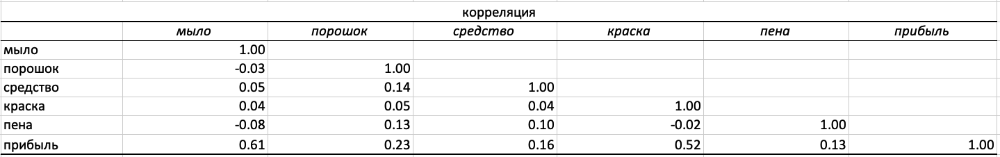 корреляция
мыло порошок средство краска пена прибыль
мыло 1.00
порошок -0.03 1.00
средство 0.05 0.14 1.00
краска 0.04 0.05 0.04 1.00
пена -0.08 0.13 0.10 -0.02 1.00
прибыль 0.61 0.23 0.16 0.52 0.13 1.00